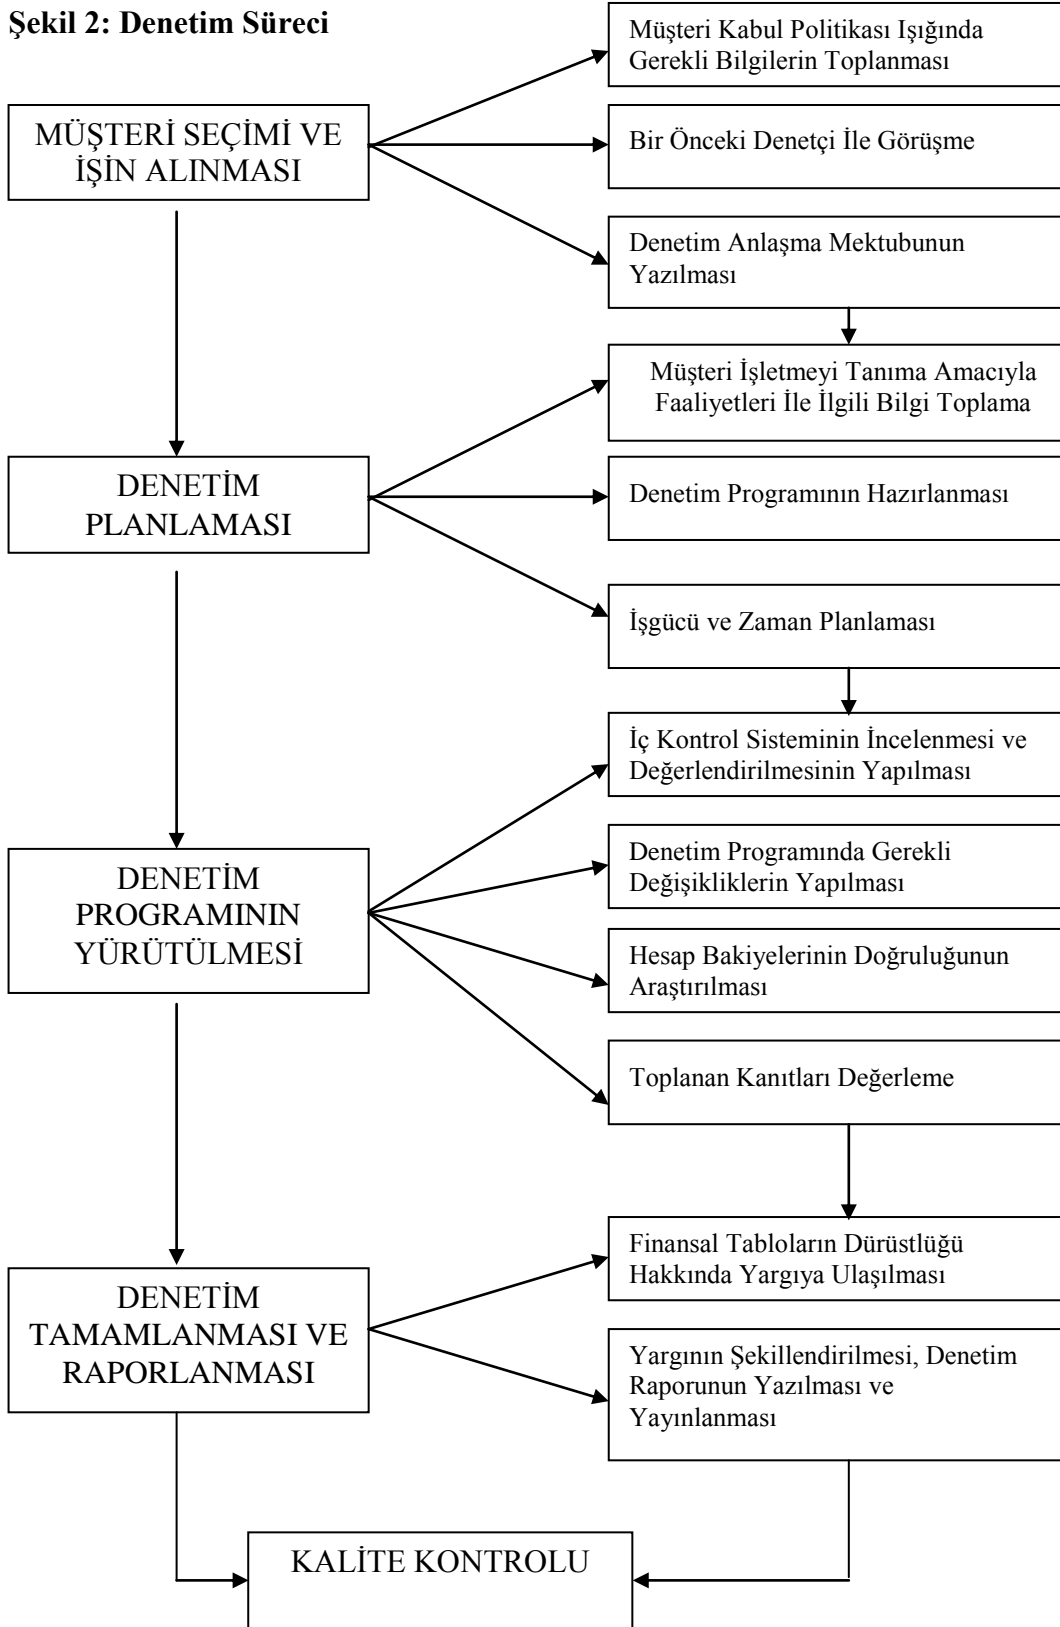 Şekil 2: Denetim Süreci
MÜŞTERİ SEÇİMİ VE
İŞİN ALINMASI
Müşteri Kabul Politikası Işığında
Gerekli Bilgilerin Toplanması
Bir Önceki Denetçi İle Görüşme
Denetim Anlaşma Mektubunun
Yazılması
DENETİM
PLANLAMASI
Müşteri İşletmeyi Tanıma Amacıyla
Faaliyetleri İle İlgili Bilgi Toplama
Denetim Programının Hazırlanması
İşgücü ve Zaman Planlaması
DENETİM
PROGRAMININ
YÜRÜTÜLMESİ
İç Kontrol Sisteminin İncelenmesi ve
Değerlendirilmesinin Yapılması
Denetim Programında Gerekli
Değişikliklerin Yapılması
Hesap Bakiyelerinin Doğruluğunun
Araştırılması
Toplanan Kanıtları Değerleme
DENETİM
TAMAMLANMASI VE
RAPORLANMASI
Finansal Tabloların Dürüstlüğü
Hakkında Yargıya Ulaşılması
Yargının Şekillendirilmesi, Denetim
Raporunun Yazılması ve
Yayınlanması
KALİTE KONTROLU